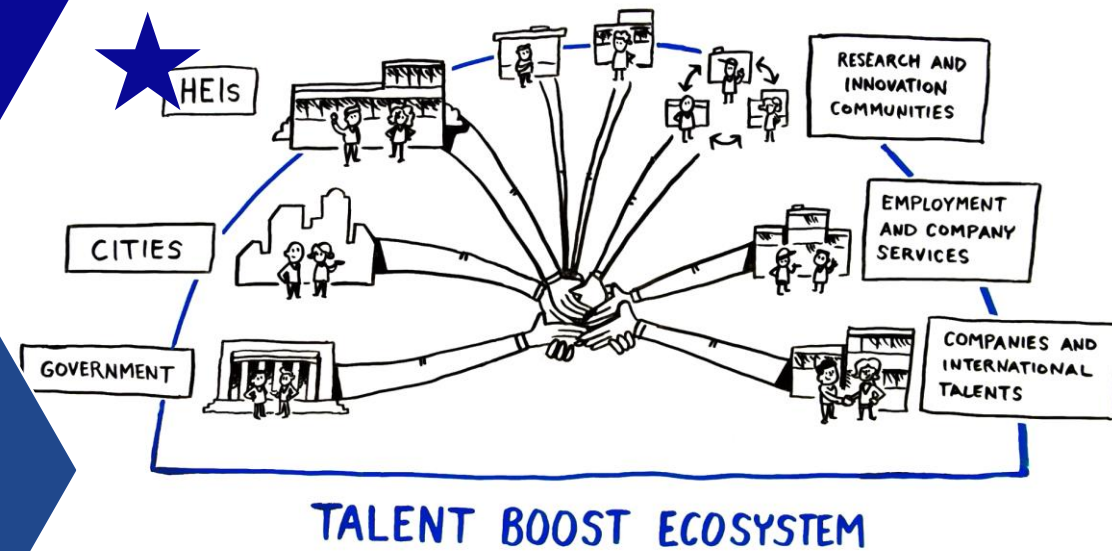 HEIs
CITIES
GOVERNMENT
RESEARCH AND
INNOVATION
COMMUNITIES
EMPLOYMENT
AND COMPANY
SERVICES
COMPANIES AND
INTERNATIONAL
TALENTS
TALENT BOOST ECOSYSTEM